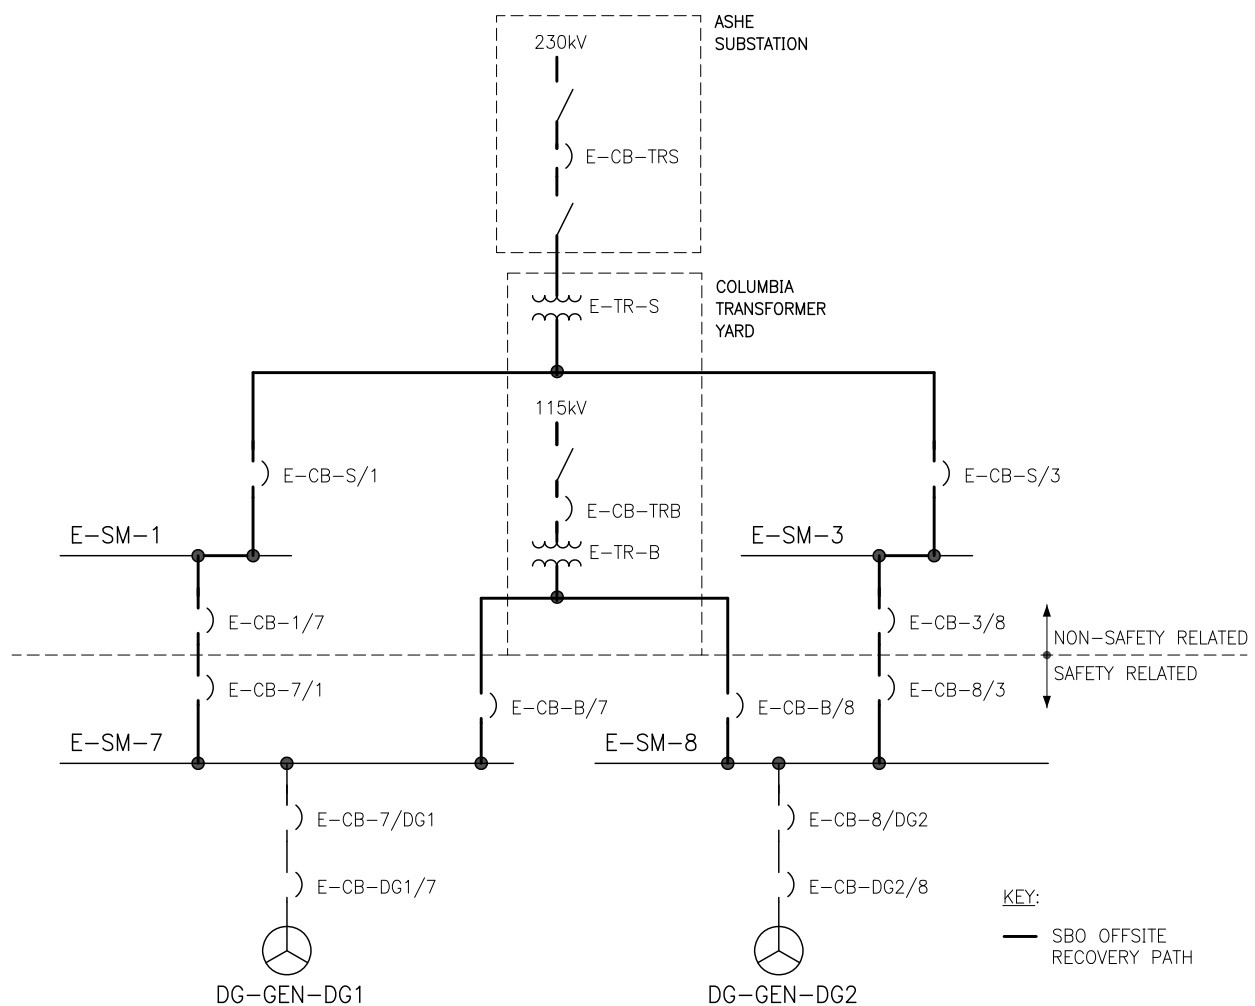 ASHE
SUBSTATION
230kV
E-CB-TRS
COLUMBIA
TRANSFORMER
YARD
E-TR-S
115kV
E-CB-S/1
E-CB-S/3
E-CB-TRB
E-SM-1
E-TR-B
E-SM-3
E-CB-1/7
E-CB-3/8
NON-SAFETY RELATED
SAFETY RELATED
E-CB-7/1
E-CB-8/3
E-CB-B/7
E-CB-B/8
E-SM-7
E-SM-8
E-CB-7/DG1
E-CB-8/DG2
E-CB-DG1/7
E-CB-DG2/8
KEY:
SBO OFFSITE
RECOVERY PATH
DG-GEN-DG1
DG-GEN-DG2